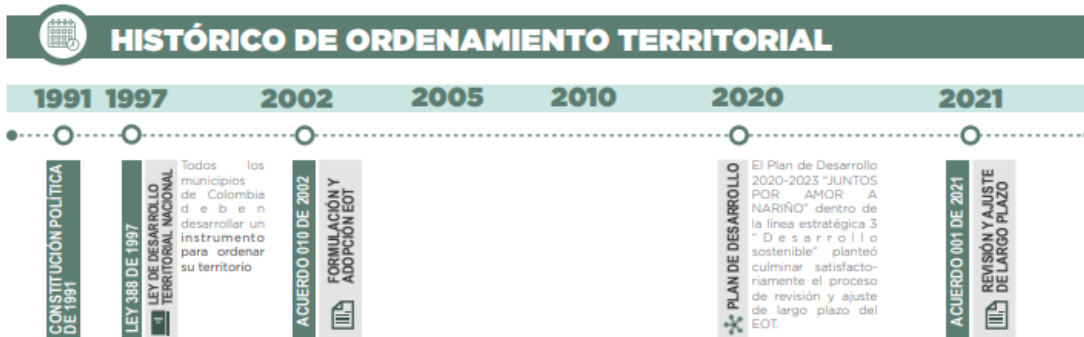 HISTÓRICO DE ORDENAMIENTO TERRITORIAL
1991 1997 2002 2005 2010 2020 2021
CONSTITUCIÓN POLÍTICA
DE 1991
LEY 388 DE 1997
LEY DE DESARROLLO
TERRITORIAL NACIONAL
Todos los
municipios
de Colombia
deben
desarrollar un
instrumento
para ordenar
su territorio
ACUERDO 010 DE 2002
FORMULACIÓN Y
ADOPCIÓN EOT
PLAN DE DESARROLLO
El Plan de Desarrollo
2020-2023 "JUNTOS
POR AMOR A
NARIÑO" dentro de
la línea estratégica 3
"Desarrollo
sostenible" planteó
culminar satisfacto-
riamente el proceso
de revisión y ajuste
de largo plazo del
EOT.
ACUERDO 001 DE 2021
REVISIÓN Y AJUSTE
DE LARGO PLAZO